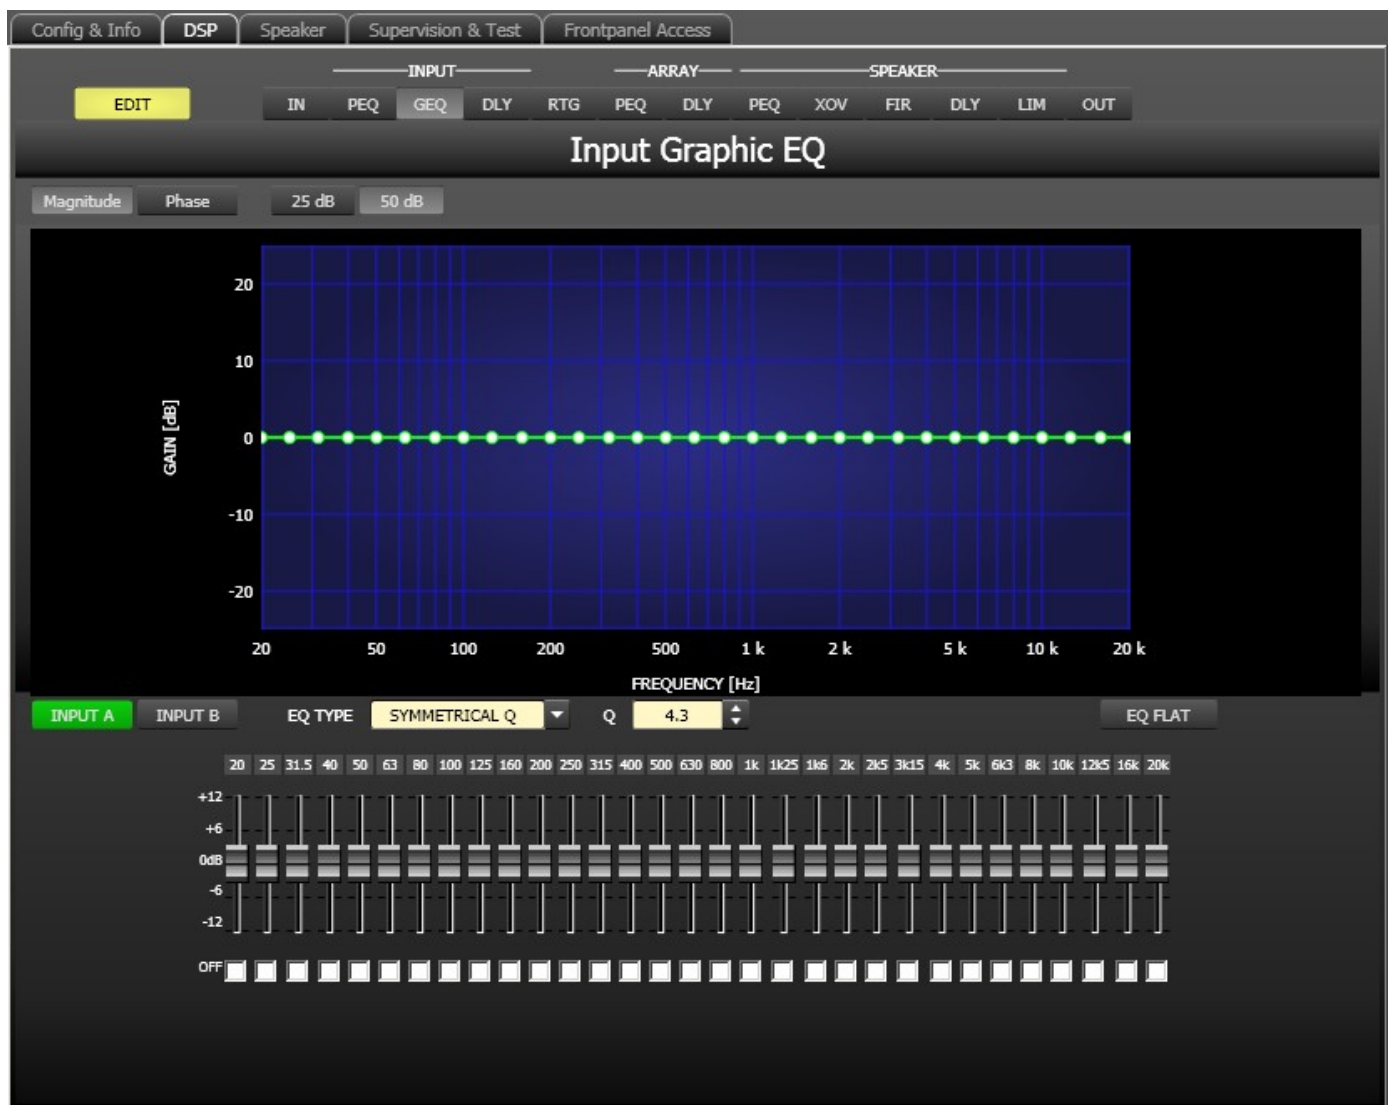 Config & Info DSP Speaker Supervision & Test Frontpanel Access
INPUT ARRAY SPEAKER
EDIT IN PEQ GEQ DLY RTG PEQ DLY PEQ XOV FIR DLY LIM OUT
Input Graphic EQ
Magnitude Phase 25 dB 50 dB
20
10
GAIN [dB]
0
-10
-20
20 50 100 200 500 1 k 2 k 5 k 10 k 20 k
FREQUENCY [Hz]
INPUT A INPUT B EQ TYPE SYMMETRICAL Q Q 4.3 EQ FLAT
20 25 31.5 40 50 63 80 100 125 160 200 250 315 400 500 630 800 1k 1k25 1k6 2k 2k5 3k15 4k 5k 6k3 8k 10k 12k5 16k 20k
+12
+6
0dB
-6
-12
OFF